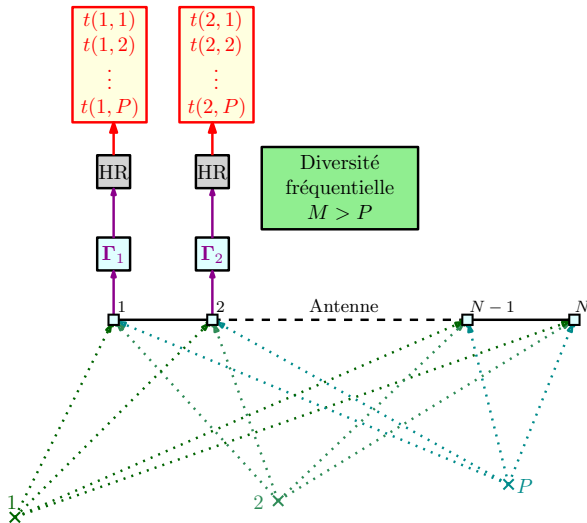 t(1, 1)
t(1, 2)
⋮
t(1, P)
t(2, 1)
t(2, 2)
⋮
t(2, P)
HR
HR
Diversité
fréquentielle
M > P
Γ₁
Γ₂
1
2
Antenne
N − 1
N
1
2
P